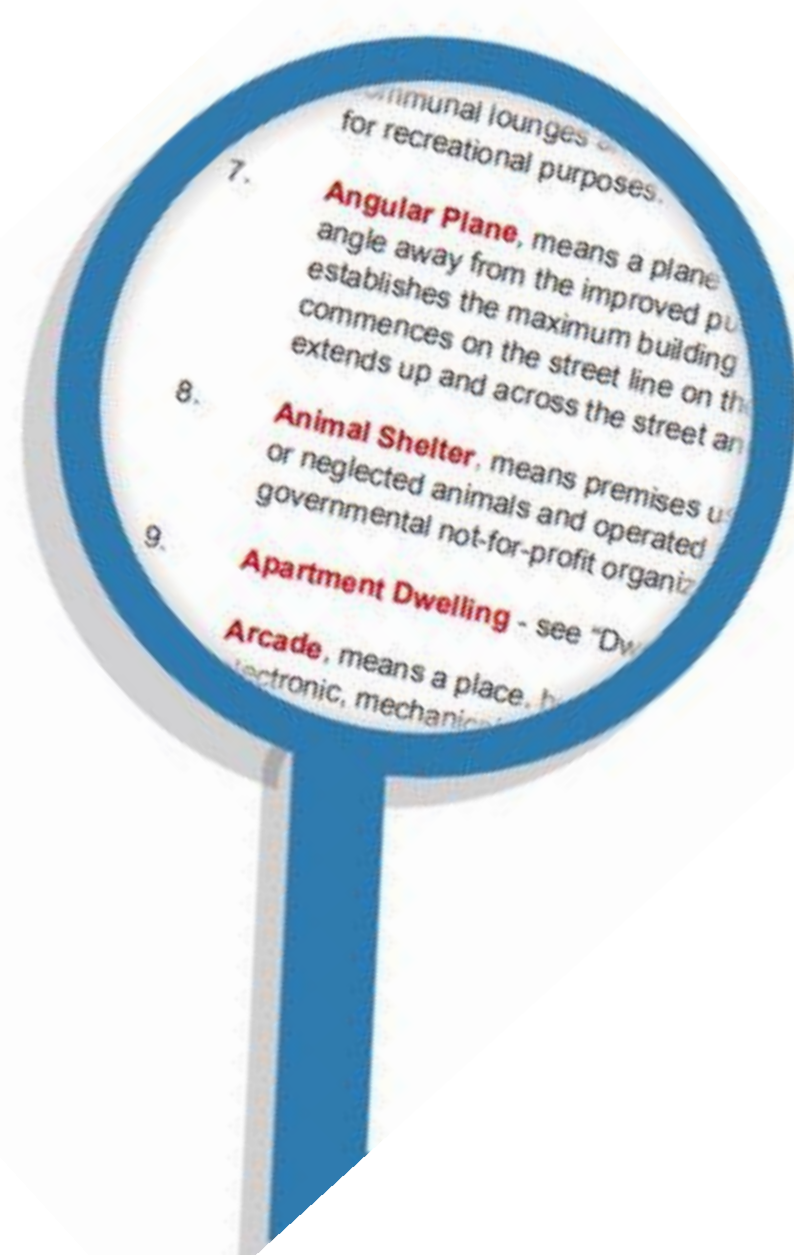 lounges
for recreational purposes.
7. Angular Plane, means a plane
angle away from the improved
establishes the maximum building
commences on the street line on
extends up and across the street
8. Animal Shelter, means premises
or neglected animals and operated
governmental not-for-profit
9. Apartment Dwelling - see
Arcade, means a place,